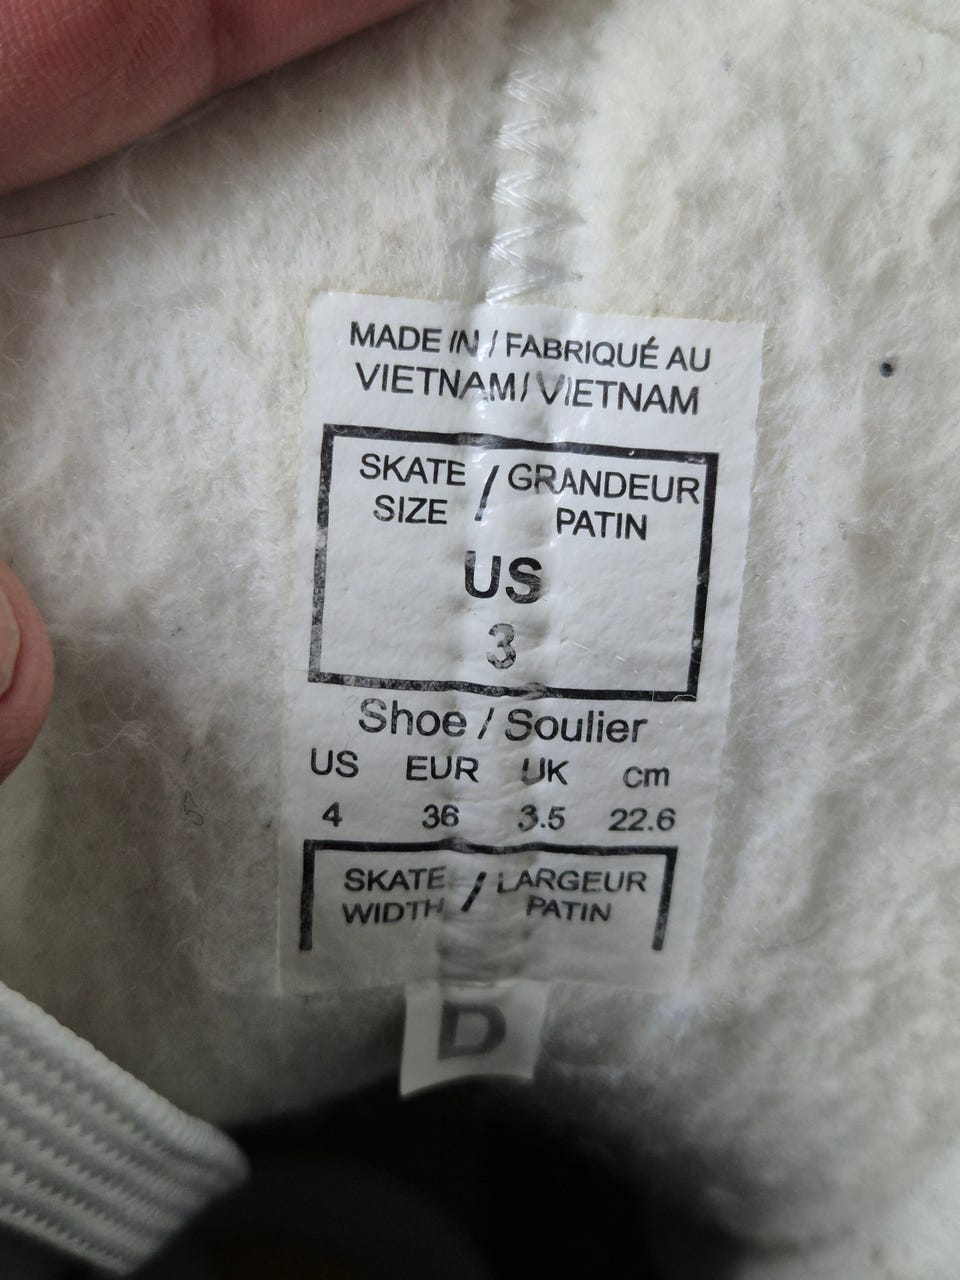 MADE IN / FABRIQUÉ AU
VIETNAM / VIETNAM
SKATE / GRANDEUR
SIZE PATIN
US
3
Shoe / Soulier
US EUR UK cm
4 36 3.5 22.6
SKATE / LARGEUR
WIDTH PATIN
D